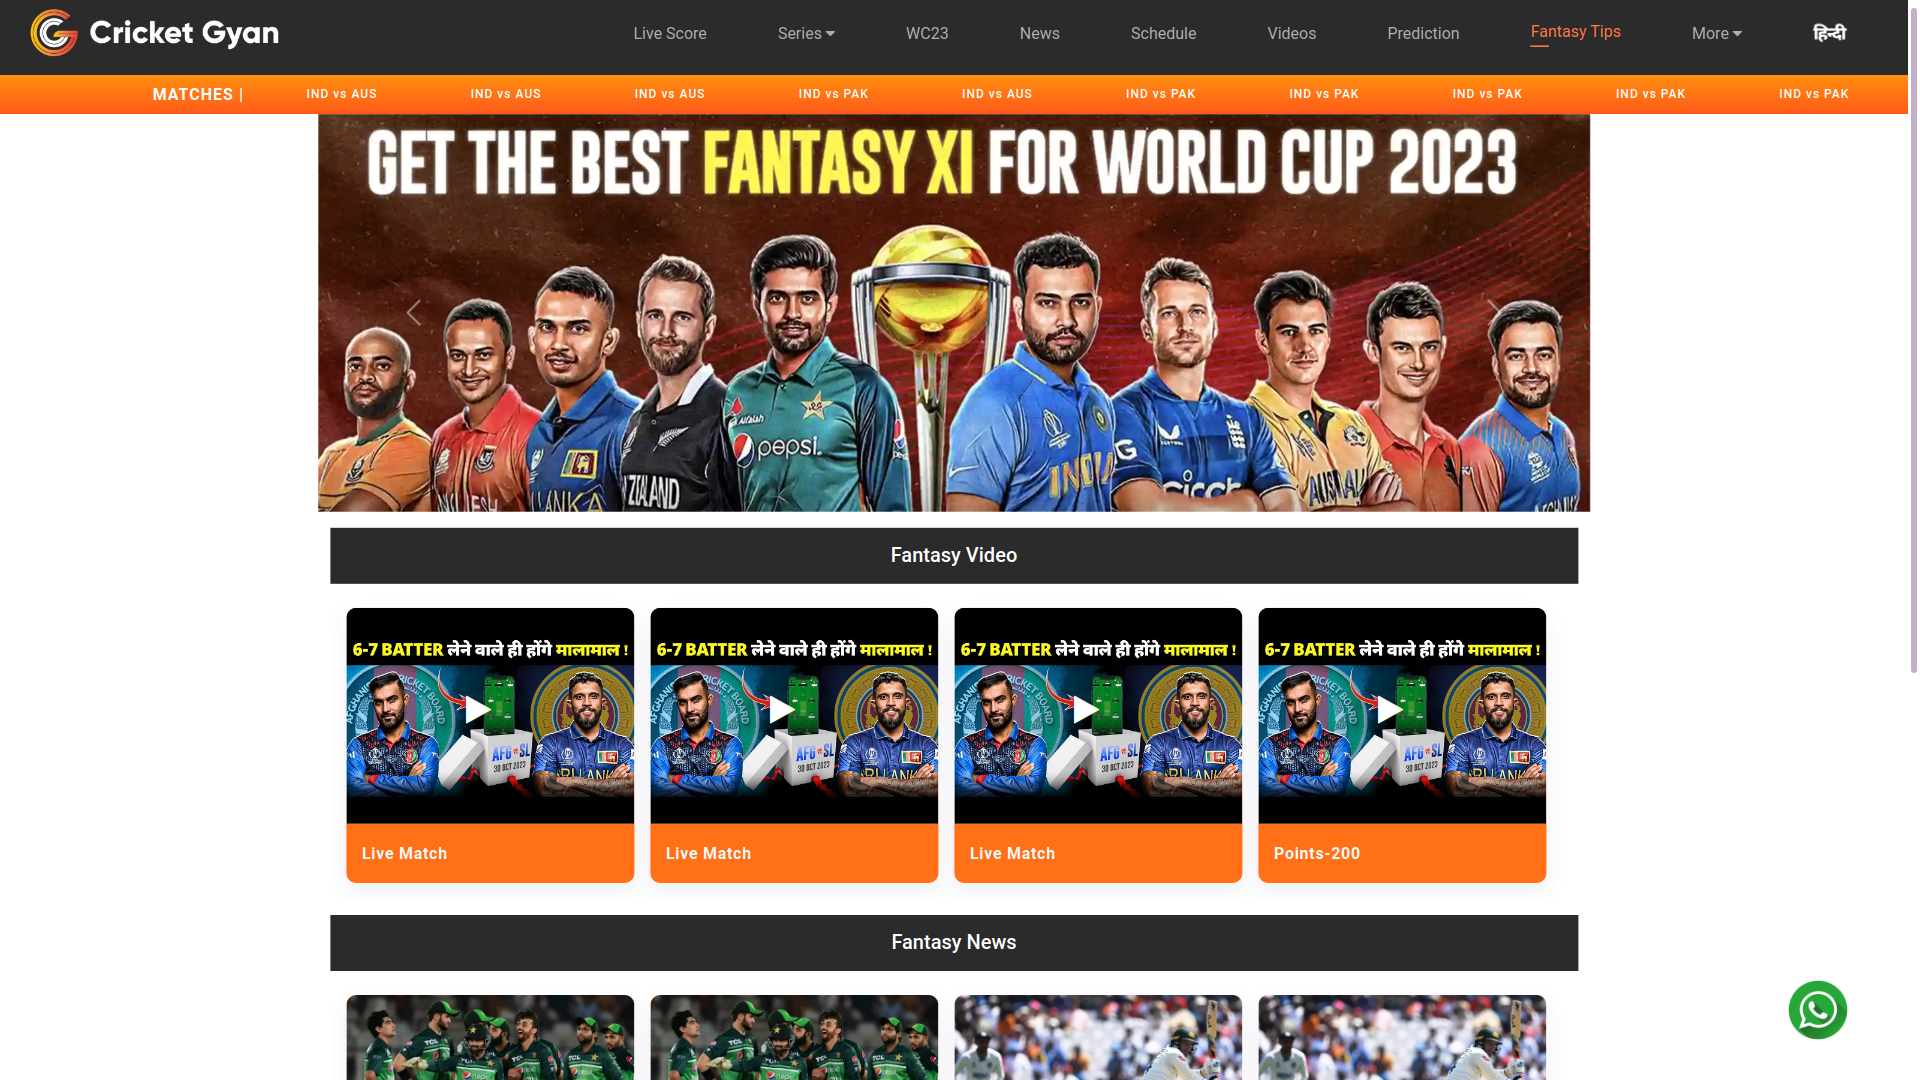 Cricket Gyan
Live Score Series WC23 News Schedule Videos Prediction Fantasy Tips More हिन्दी
MATCHES | IND vs AUS IND vs AUS IND vs AUS IND vs PAK IND vs AUS IND vs PAK IND vs PAK IND vs PAK IND vs PAK IND vs PAK
GET THE BEST FANTASY XI FOR WORLD CUP 2023
pepsi.
INDIA
ZEALAND
LANKA
Fantasy Video
6-7 BATTER लेने वाले ही होंगे मालामाल !
AFG vs SL
30 OCT 2023
Live Match
6-7 BATTER लेने वाले ही होंगे मालामाल !
AFG vs SL
30 OCT 2023
Live Match
6-7 BATTER लेने वाले ही होंगे मालामाल !
AFG vs SL
30 OCT 2023
Live Match
6-7 BATTER लेने वाले ही होंगे मालामाल !
AFG vs SL
30 OCT 2023
Points-200
Fantasy News